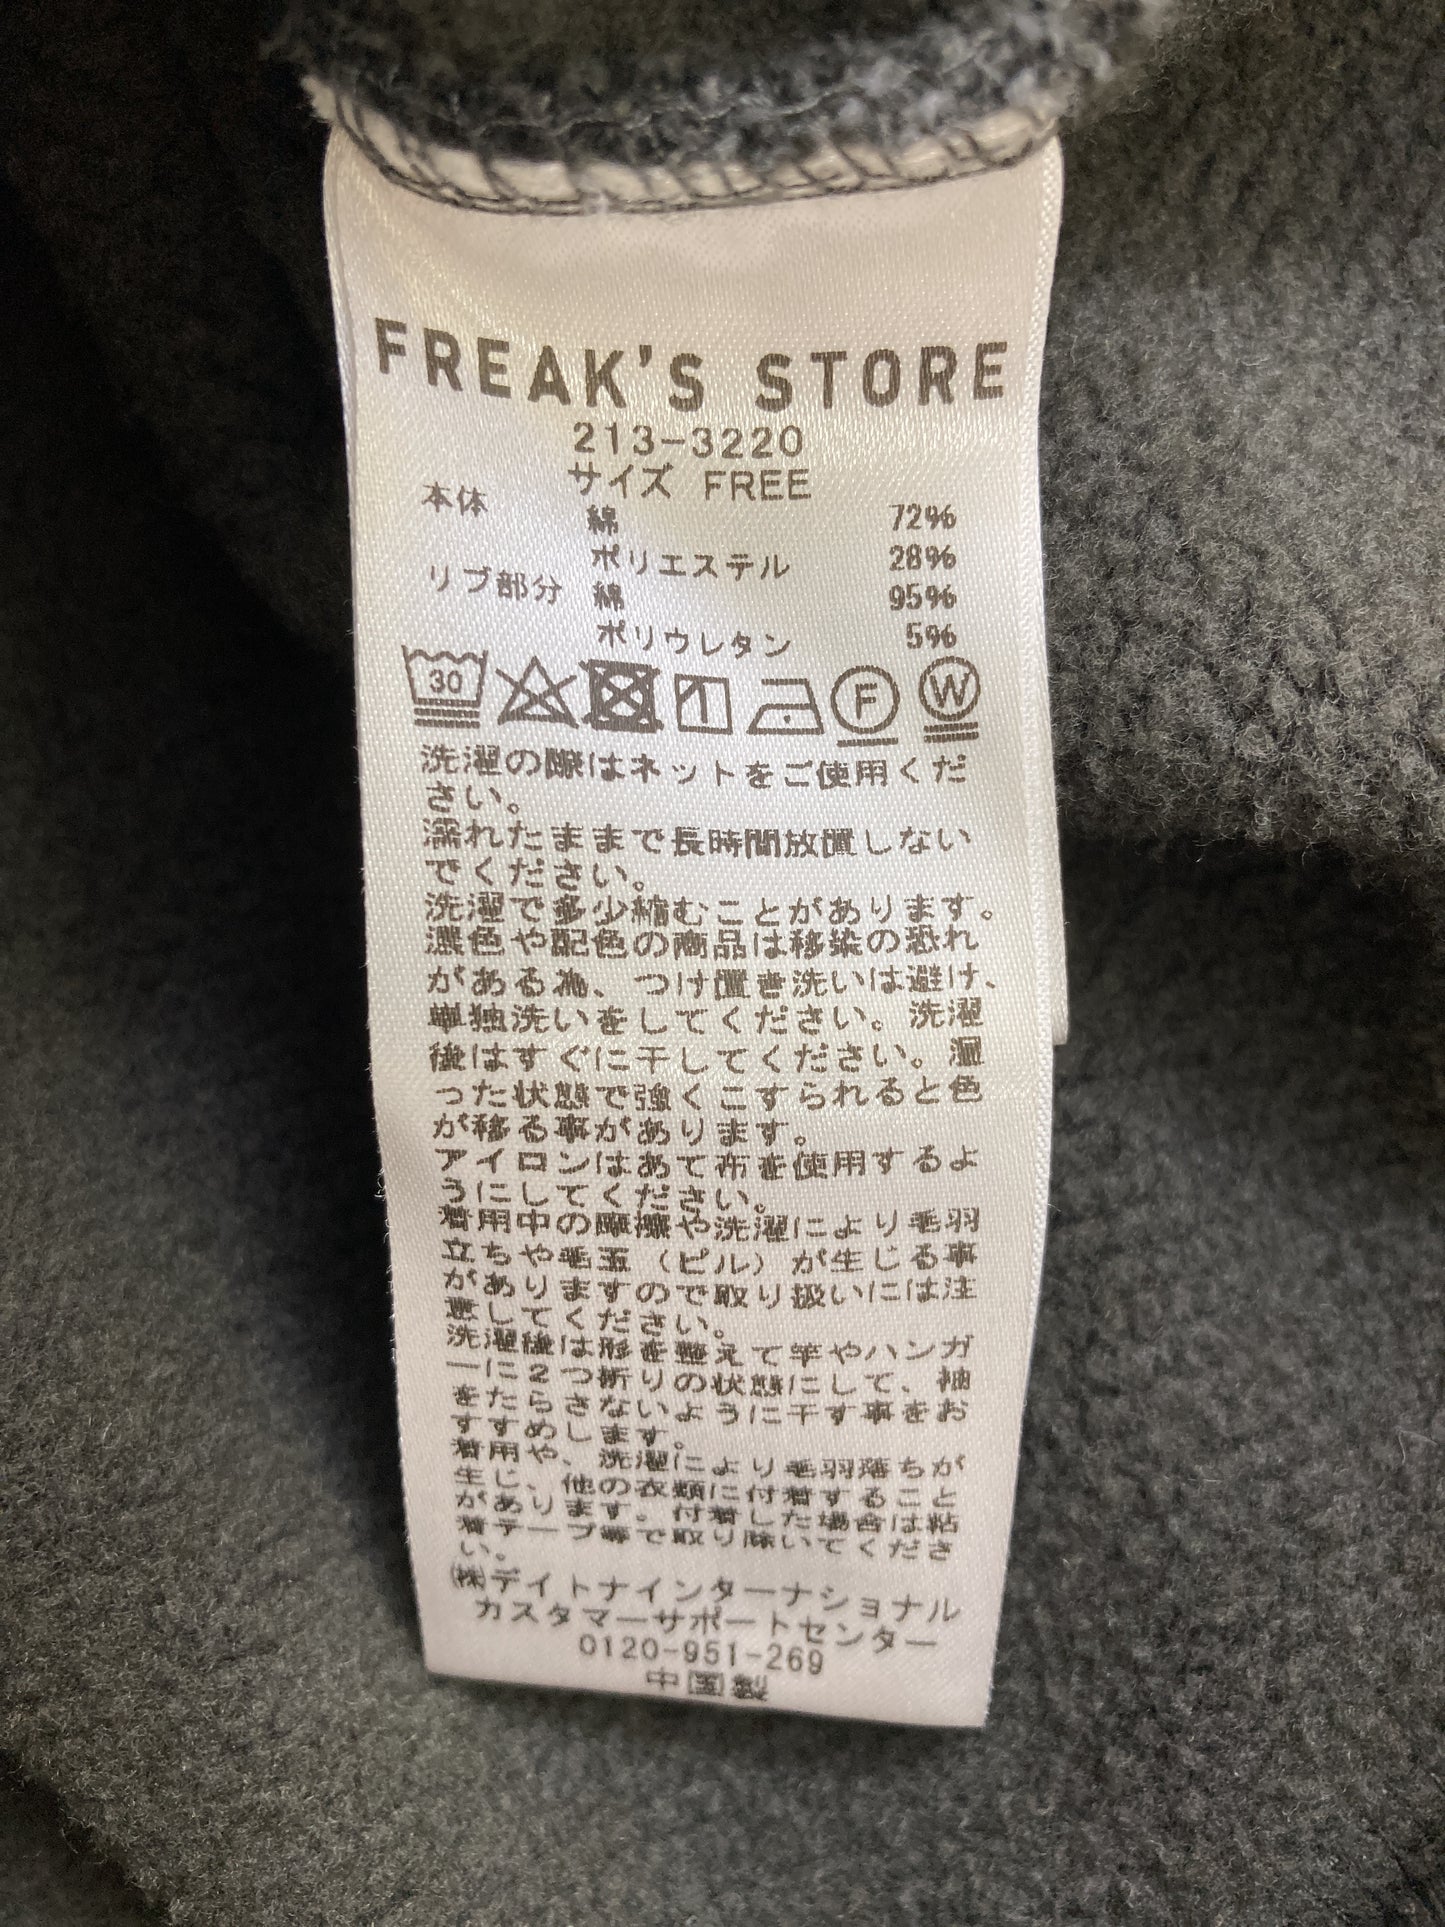 FREAK'S STORE
213-3220
サイズ FREE
本体 綿 72%
ポリエステル 28%
リブ部分 綿 95%
ポリウレタン 5%
30 F W
洗濯の際はネットをご使用くだ
さい。
濡れたままで長時間放置しない
でください。
洗濯で多少縮むことがあります。
濃色や配色の商品は移染の恐れ
がある為、つけ置き洗いは避け、
単独洗いをしてください。洗濯
後はすぐに干してください。湿
った状態で強くこすられると色
が移る事があります。
アイロンはあて布を使用するよ
うにしてください。
着用中の摩擦や洗濯により毛羽
立ちや毛玉（ピル）が生じる事
がありますので取り扱いには注
意してください。
洗濯後は形を整えて竿やハンガ
ーに2つ折りの状態にして、袖
をたらさないように干す事をお
すすめします。
着用や、洗濯により毛羽落ちが
生じ、他の衣類に付着すること
があります。付着した場合は粘
着テープ等で取り除いてくださ
い。
㈱デイトナインターナショナル
カスタマーサポートセンター
0120-951-269
中国製